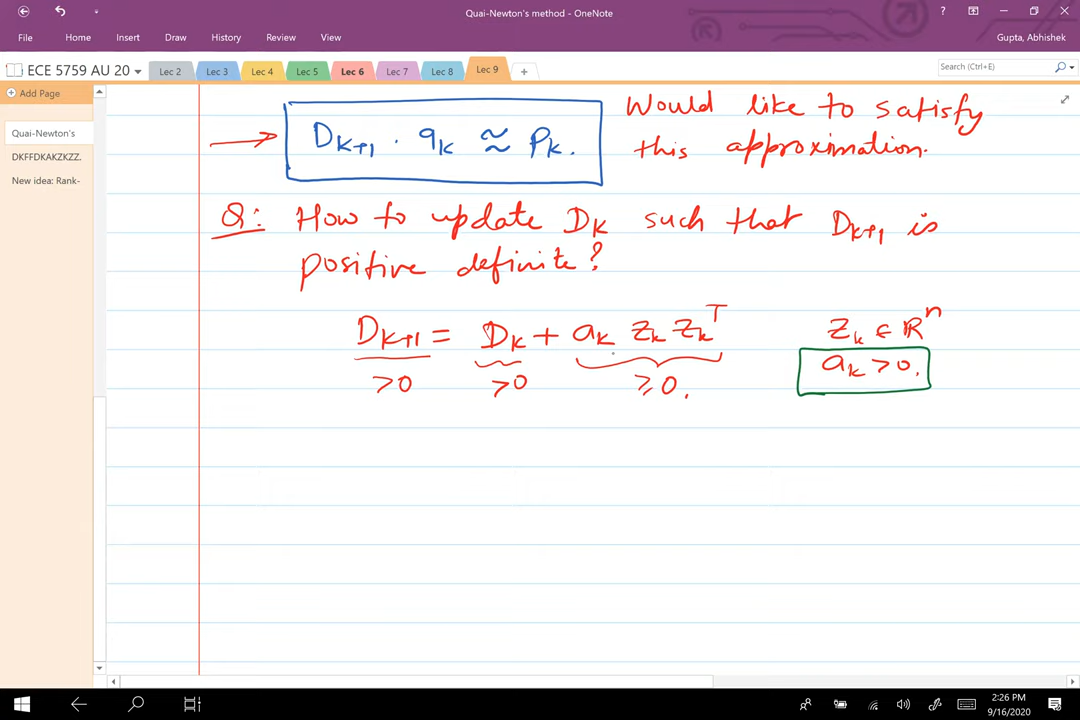 Quai-Newton's method - OneNote
Gupta, Abhishek
File Home Insert Draw History Review View
ECE 5759 AU 20
Lec 2 Lec 3 Lec 4 Lec 5 Lec 6 Lec 7 Lec 8 Lec 9 +
Search (Ctrl+E)
Add Page
Quai-Newton's
DKFFDKAKZKZZ.
New idea: Rank-
D_{k+1} . q_k ≈ p_k.
Would like to satisfy
this approximation.
Q: How to update D_k such that D_{k+1} is
positive definite?
D_{k+1} = D_k + a_k z_k z_k^T
z_k ∈ R^n
>0 >0 ≥0.
a_k >0.
2:26 PM
9/16/2020